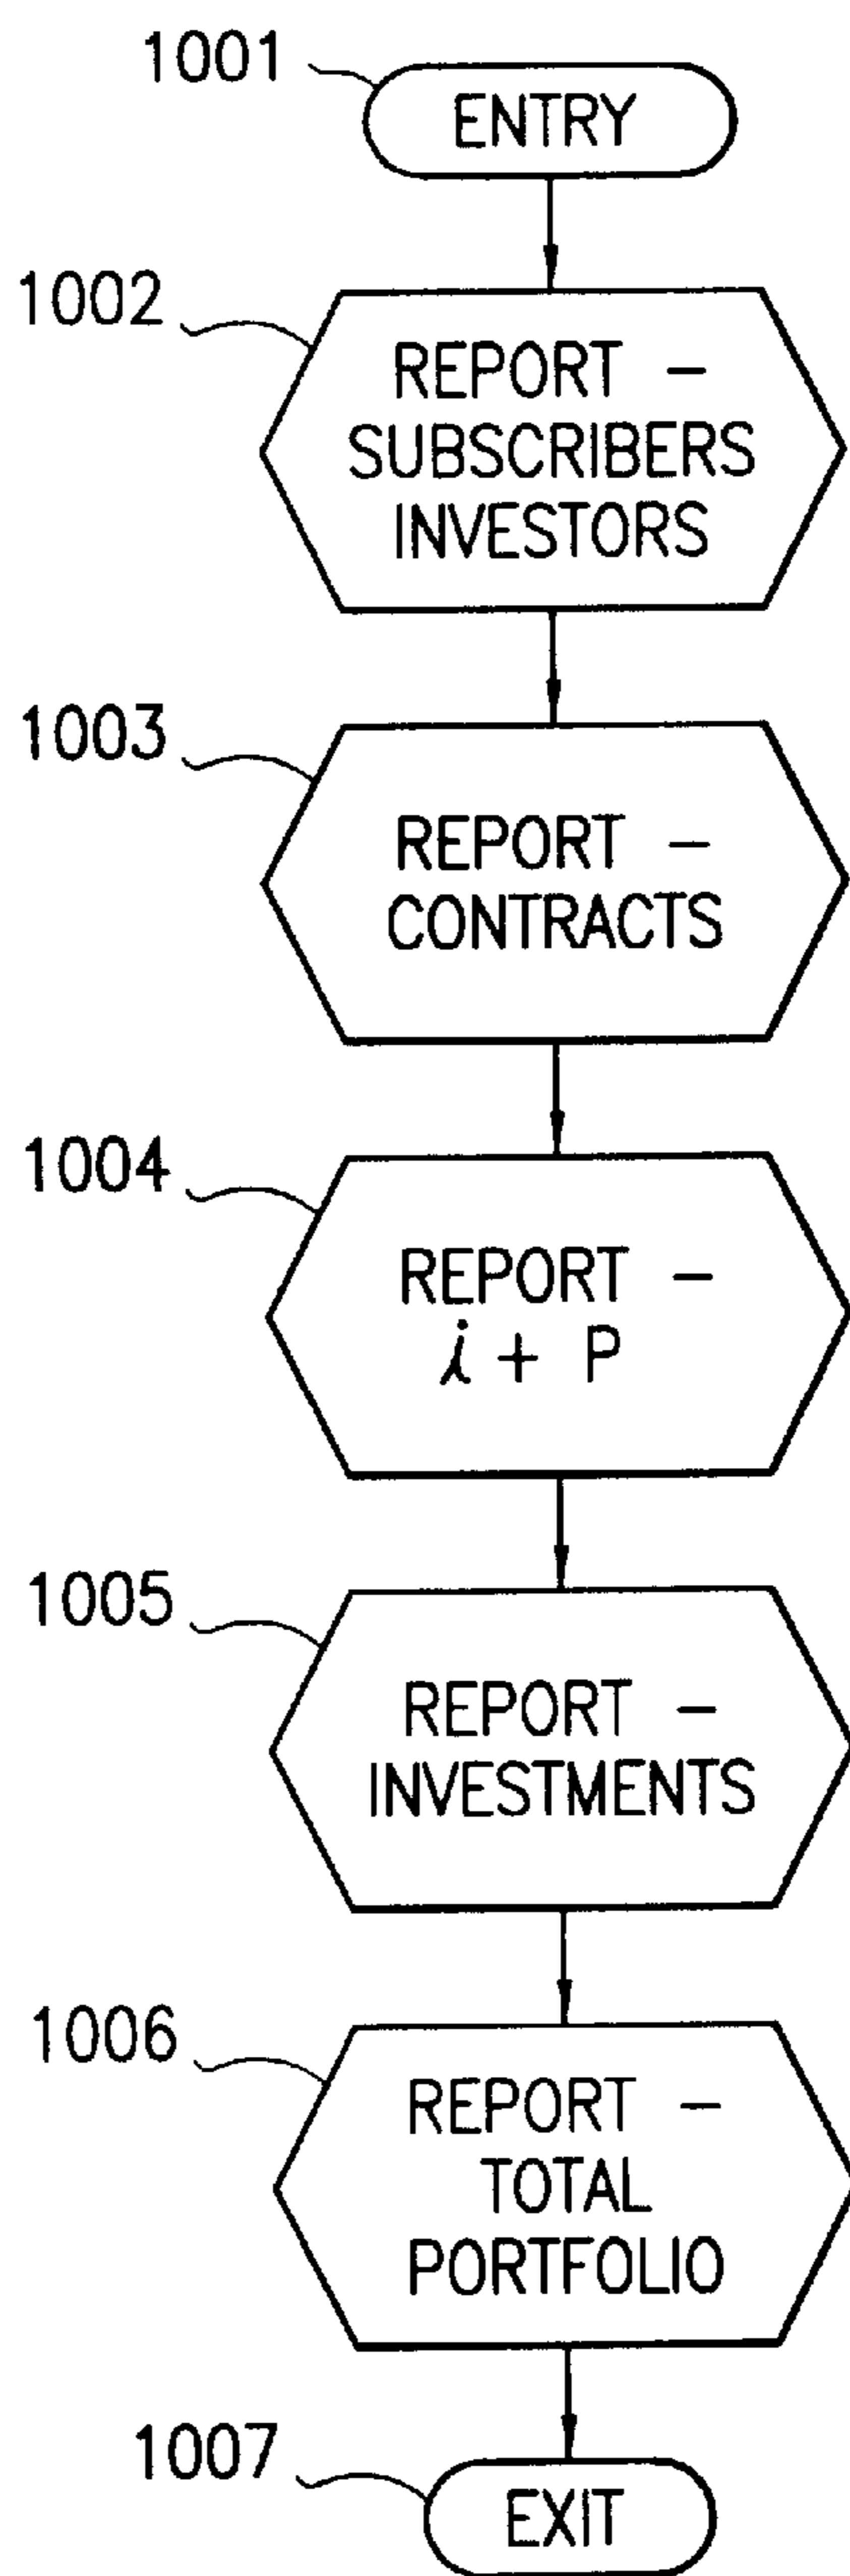 1001
ENTRY
1002
REPORT –
SUBSCRIBERS
INVESTORS
1003
REPORT –
CONTRACTS
1004
REPORT –
i + P
1005
REPORT –
INVESTMENTS
1006
REPORT –
TOTAL
PORTFOLIO
1007
EXIT